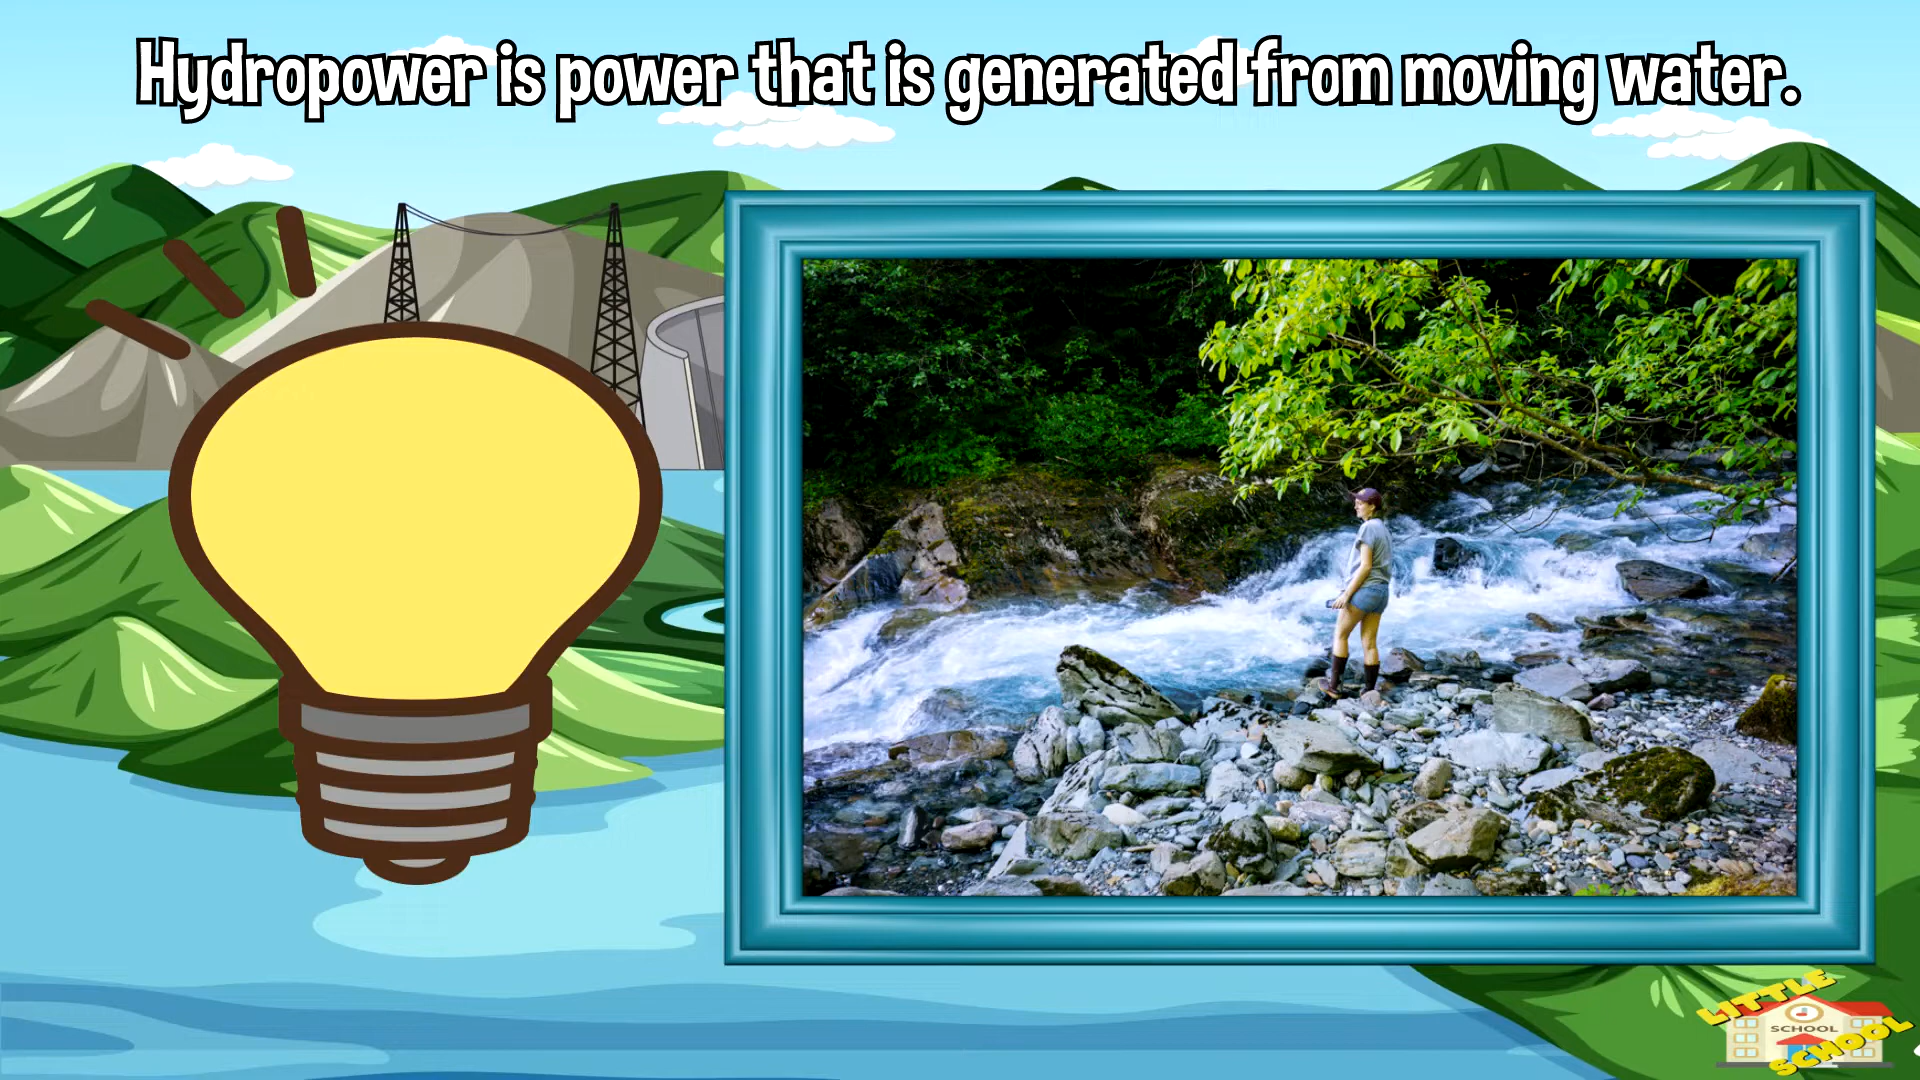 Hydropower is power that is generated from moving water.
LITTLE
SCHOOL
SCHOOL